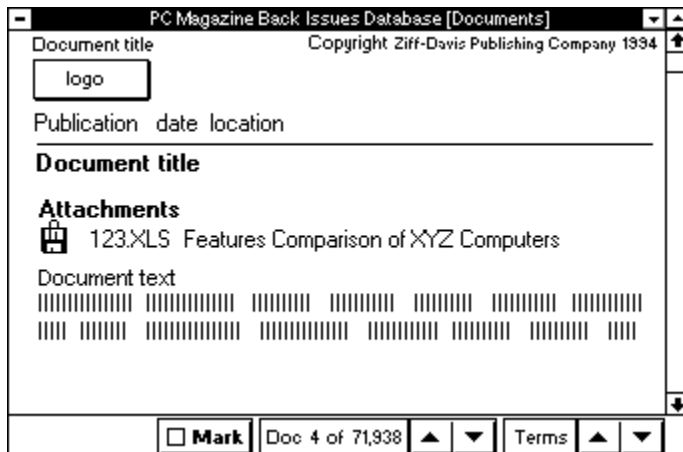 PC Magazine Back Issues Database [Documents]
Document title Copyright Ziff-Davis Publishing Company 1994
logo
Publication date location
Document title
Attachments
123.XLS Features Comparison of XYZ Computers
Document text
Mark Doc 4 of 71,938 Terms